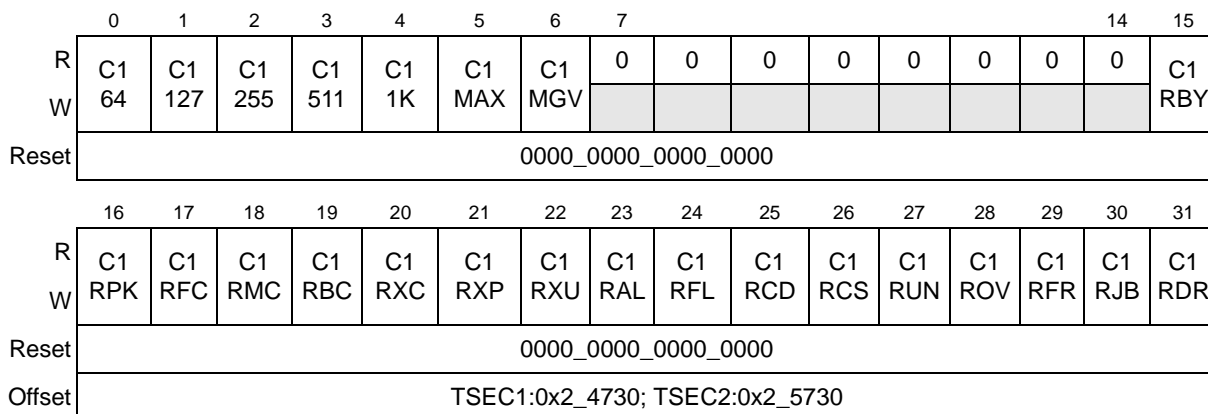 0 1 2 3 4 5 6 7 14 15
R C1 64 C1 127 C1 255 C1 511 C1 1K C1 MAX C1 MGV 0 0 0 0 0 0 0 0 C1 RBY
W
Reset 0000_0000_0000_0000
16 17 18 19 20 21 22 23 24 25 26 27 28 29 30 31
R C1 C1 C1 C1 C1 C1 C1 C1 C1 C1 C1 C1 C1 C1 C1 C1
W RPK RFC RMC RBC RXC RXP RXU RAL RFL RCD RCS RUN ROV RFR RJB RDR
Reset 0000_0000_0000_0000
Offset TSEC1:0x2_4730; TSEC2:0x2_5730